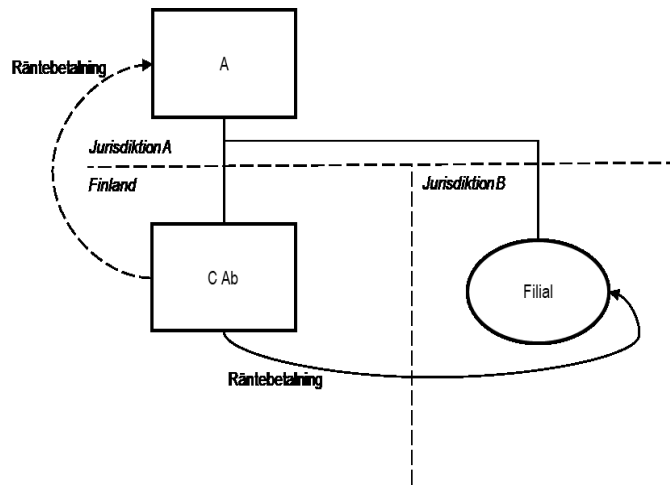 A
Räntebetalning
Jurisdiktion A
Finland
Jurisdiktion B
C Ab
Filial
Räntebetalning